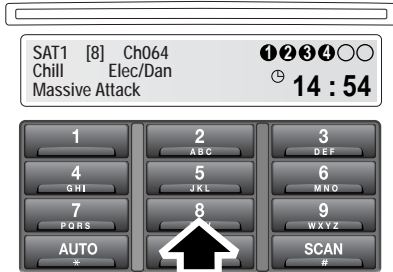 SAT1 [8] Ch064 ❶❷❸❹○○
Chill Elec/Dan
Massive Attack 14 : 54
1 2 3
ABC DEF
4 5 6
GHI JKL MNO
7 8 9
PQRS WXYZ
AUTO SCAN
* #